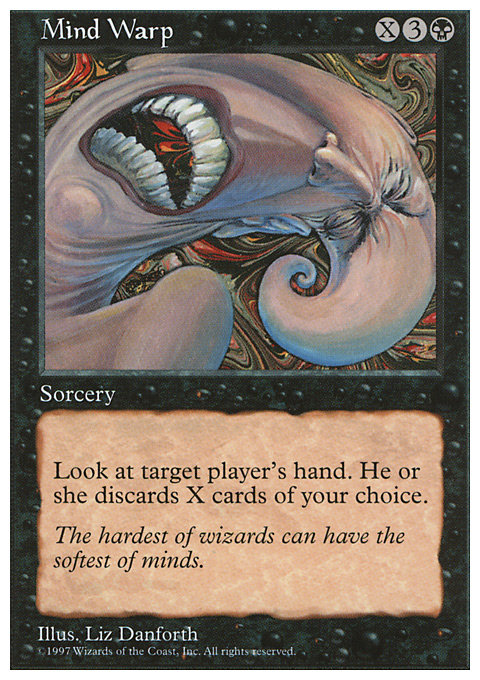 Mind Warp X 3
Sorcery
Look at target player's hand. He or
she discards X cards of your choice.
The hardest of wizards can have the
softest of minds.
Illus. Liz Danforth
©1997 Wizards of the Coast, Inc. All rights reserved.